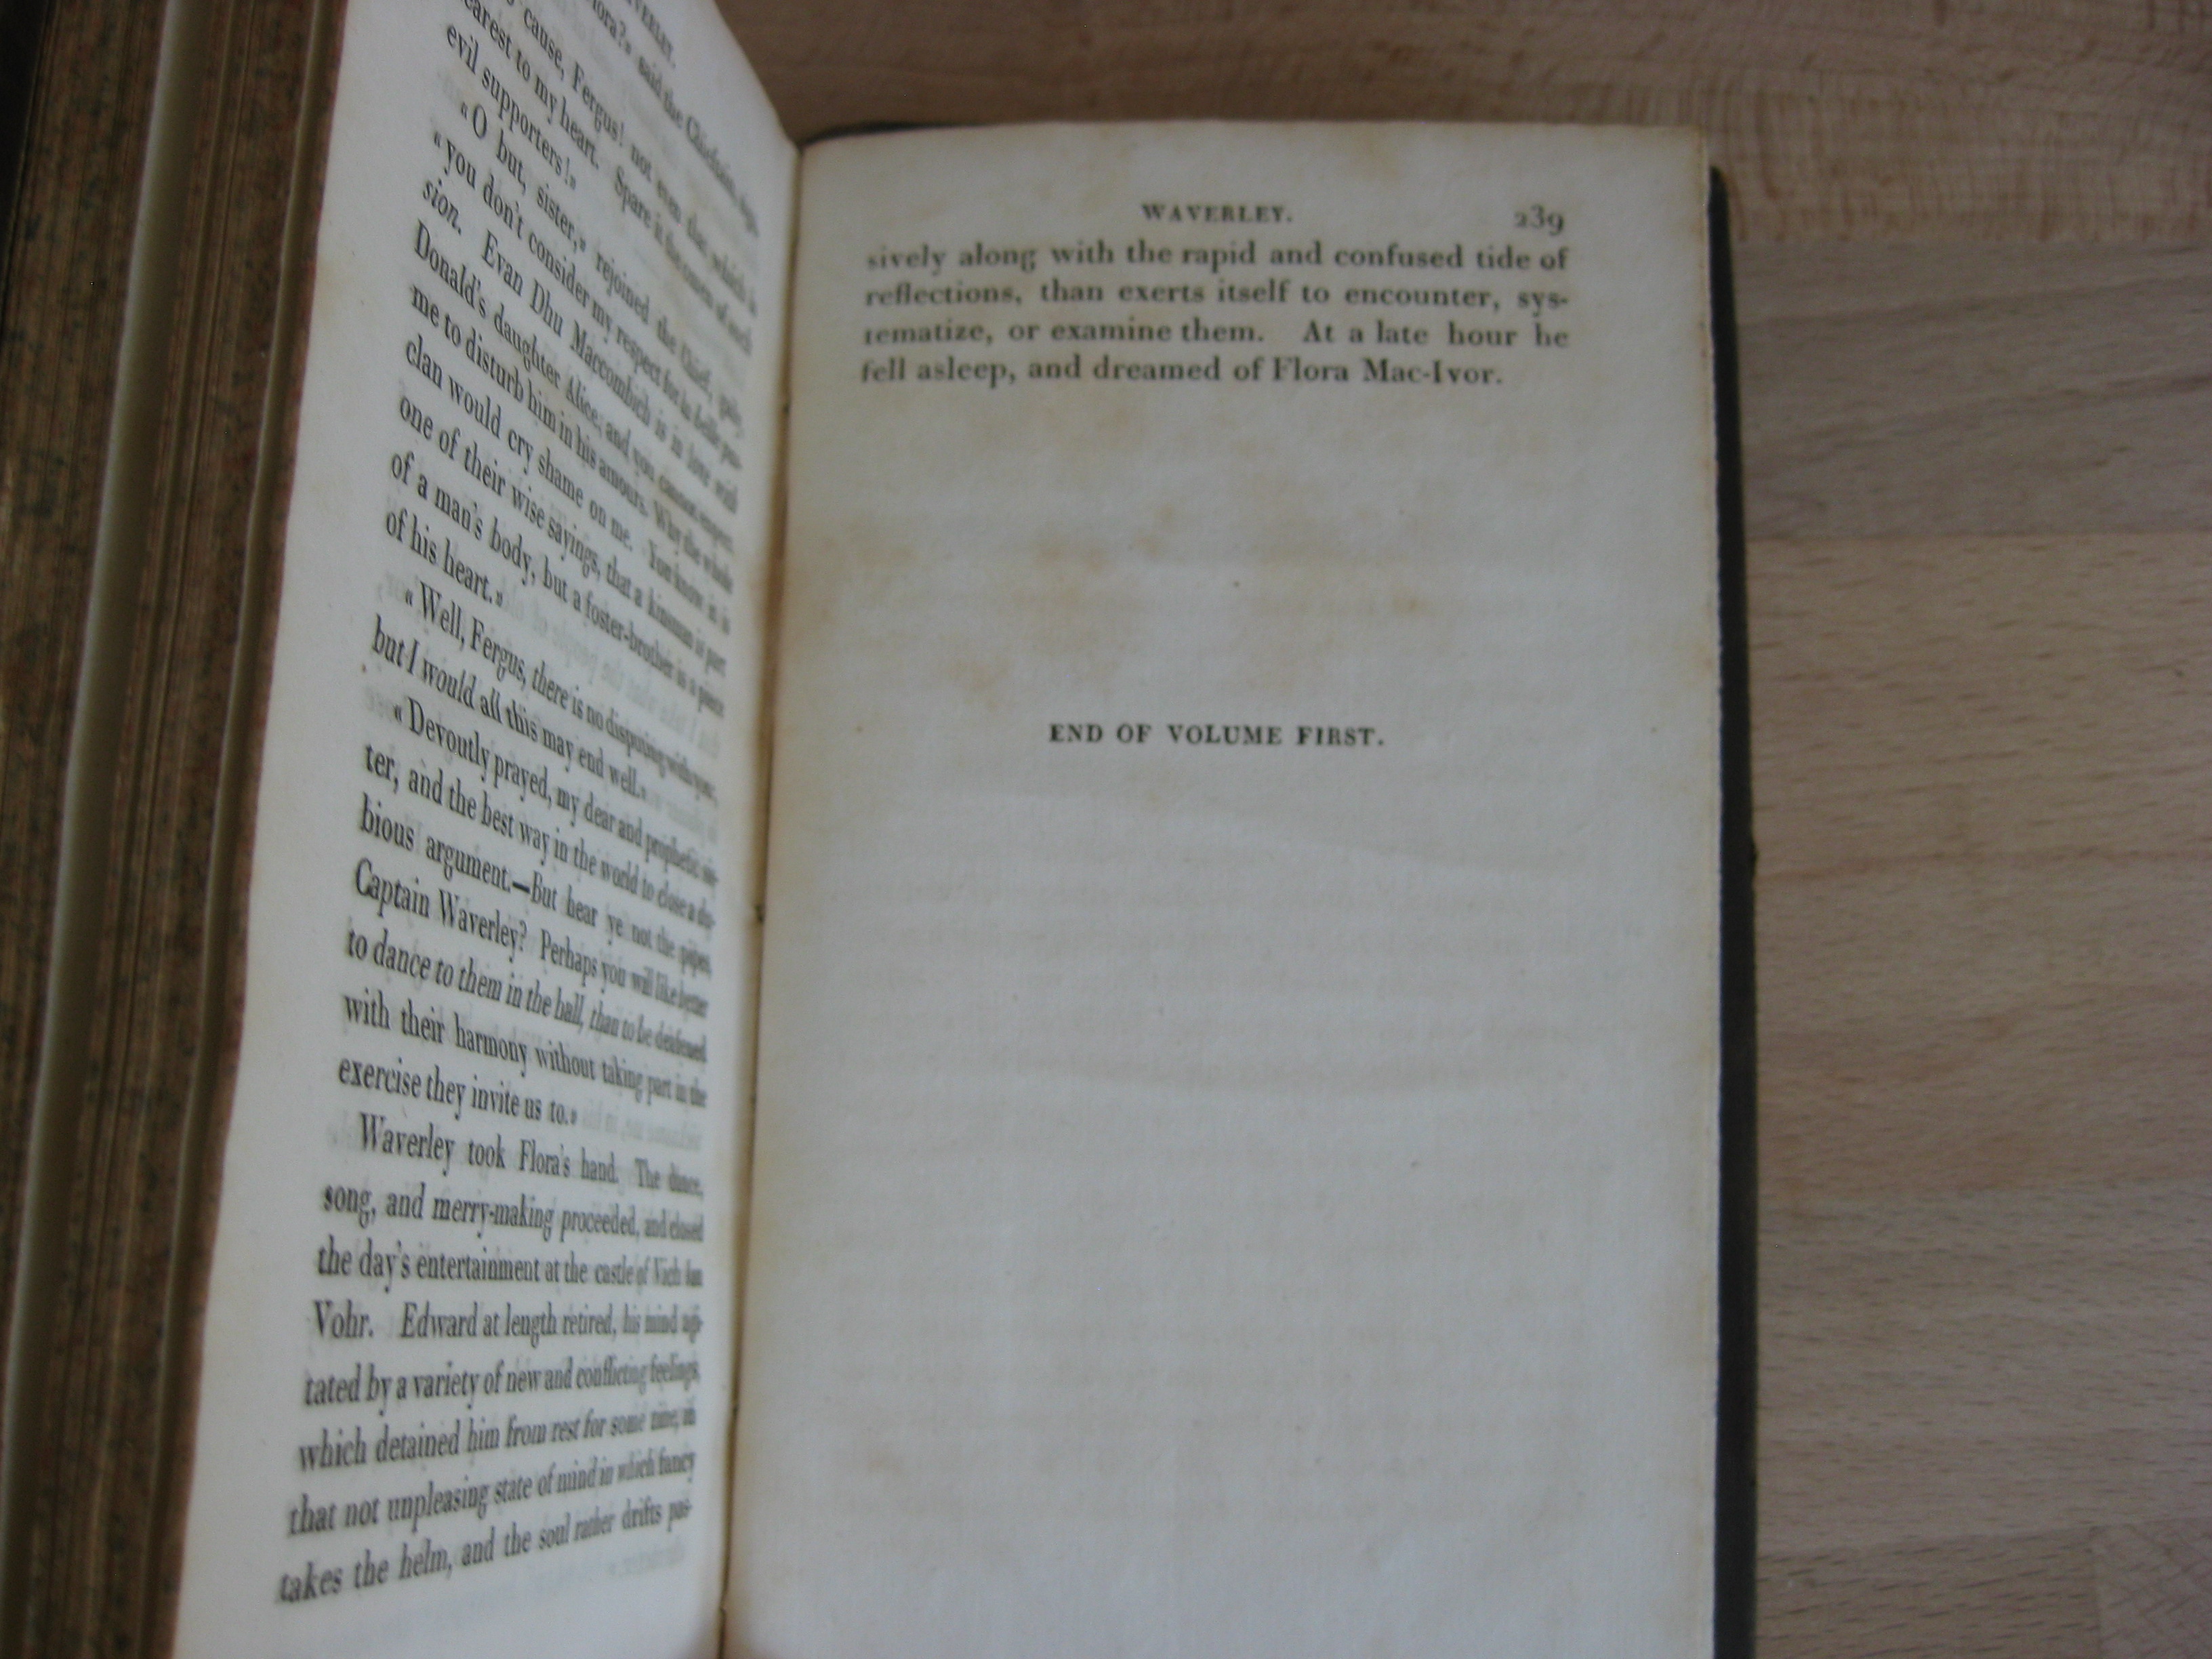 WAVERLEY.
Flora?» said the Chieftain,
cause, Fergus! not even that which is
earest to my heart. Spare it the omen of such
evil supporters!»
«O but, sister,» rejoined the Chief, gaily,
«you don't consider my respect for la belle pas-
sion. Evan Dhu Maccombich is in love with
Donald's daughter Alice, and you cannot expect
me to disturb him in his amours. Why the whole
clan would cry shame on me. You know it is
one of their wise sayings, that a kinsman is part
of a man's body, but a foster-brother is a piece
of his heart.»
«Well, Fergus, there is no disputing with you;
but I would all this may end well.»
«Devoutly prayed, my dear and prophetic sis-
ter, and the best way in the world to close a du-
bious argument.—But hear ye not the pipes,
Captain Waverley? Perhaps you will like better
to dance to them in the hall, than to be deafened
with their harmony without taking part in the
exercise they invite us to.»
Waverley took Flora's hand. The dance,
song, and merry-making proceeded, and closed
the day's entertainment at the castle of Vich Ian
Vohr. Edward at length retired, his mind agi-
tated by a variety of new and conflicting feelings,
which detained him from rest for some time, in
that not unpleasing state of mind in which fancy
takes the helm, and the soul rather drifts pas-
WAVERLEY. 239
sively along with the rapid and confused tide of
reflections, than exerts itself to encounter, sys-
tematize, or examine them. At a late hour he
fell asleep, and dreamed of Flora Mac-Ivor.
END OF VOLUME FIRST.